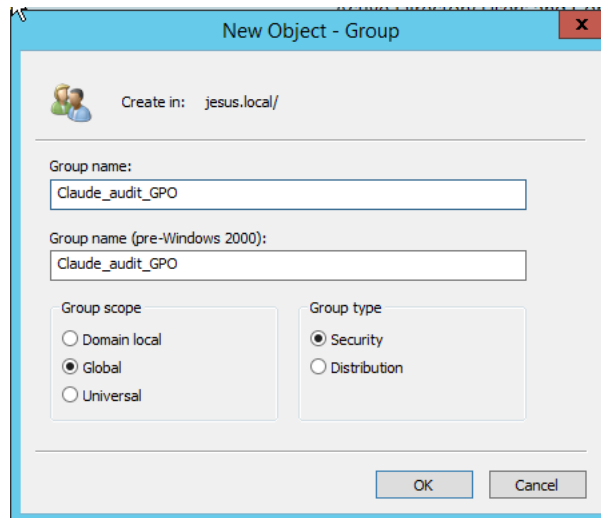 New Object - Group
x
Create in: jesus.local/
Group name:
Claude_audit_GPO
Group name (pre-Windows 2000):
Claude_audit_GPO
Group scope
Domain local
Global
Universal
Group type
Security
Distribution
OK
Cancel